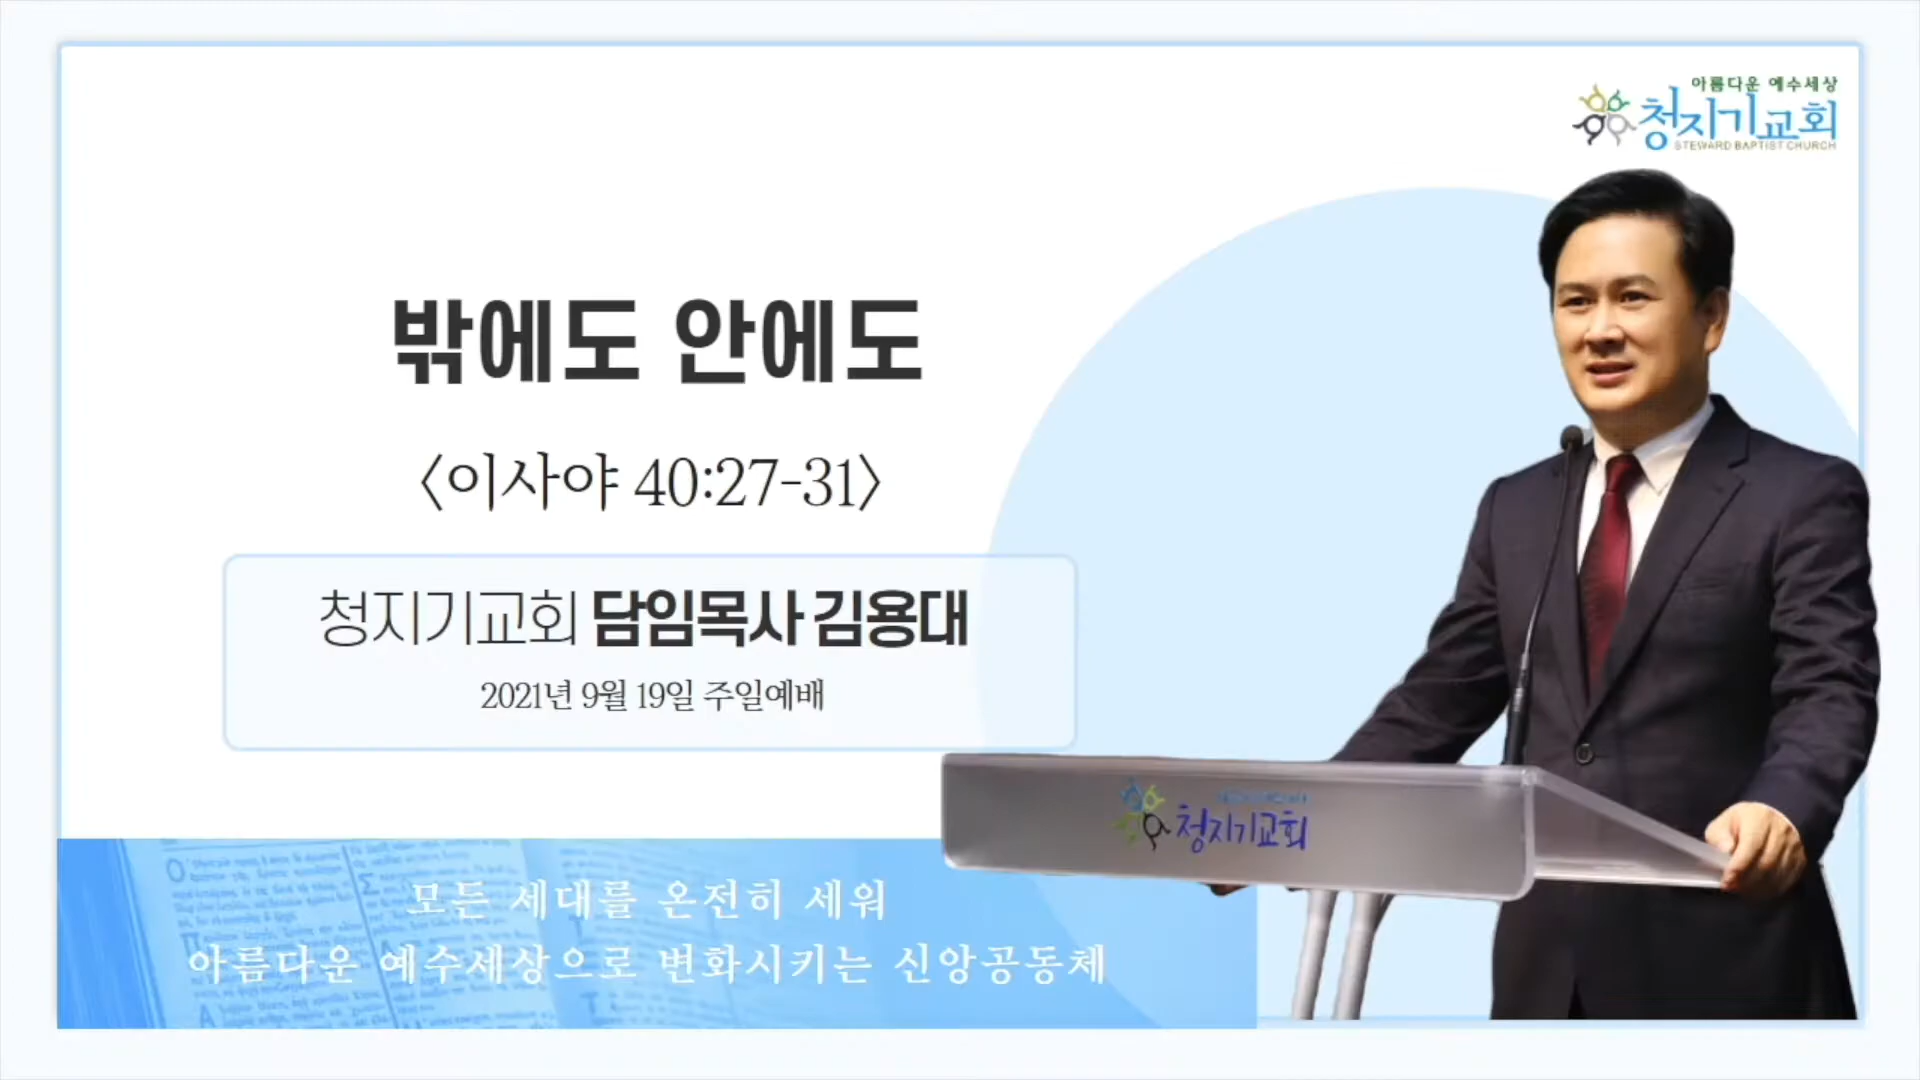 아름다운 예수세상
청지기교회
STEWARD BAPTIST CHURCH
밖에도 안에도
<이사야 40:27-31>
청지기교회 담임목사 김용대
2021년 9월 19일 주일예배
청지기교회
모든 세대를 온전히 세워
아름다운 예수세상으로 변화시키는 신앙공동체